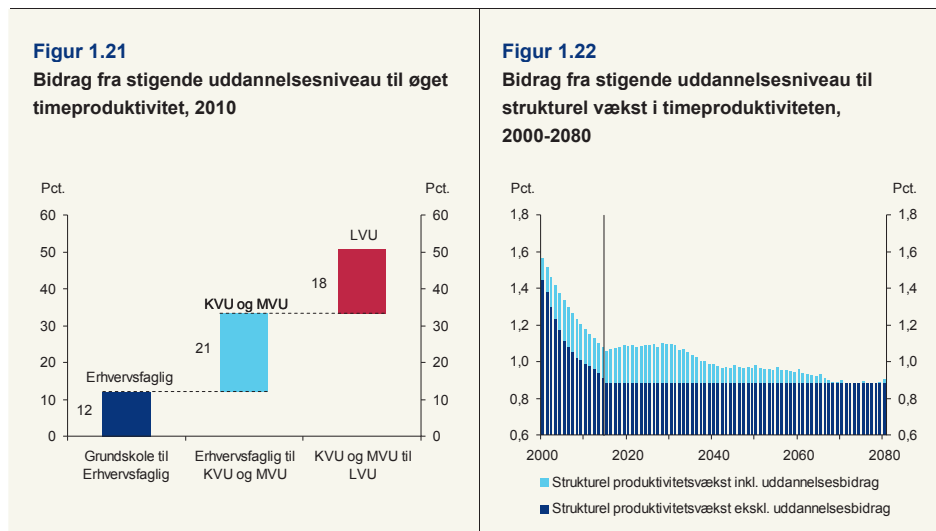 Figur 1.21
Bidrag fra stigende uddannelsesniveau til øget
timeproduktivitet, 2010
Pct.
Pct.
60
50
40
30
20
10
0
60
50
40
30
20
10
0
LVU
18
KVU og MVU
21
Erhvervsfaglig
12
Grundskole til
Erhvervsfaglig
Erhvervsfaglig til
KVU og MVU
KVU og MVU til
LVU
Figur 1.22
Bidrag fra stigende uddannelsesniveau til
strukturel vækst i timeproduktiviteten,
2000-2080
Pct.
Pct.
1,8
1,6
1,4
1,2
1,0
0,8
0,6
1,8
1,6
1,4
1,2
1,0
0,8
0,6
2000
2020
2040
2060
2080
Strukturel produktivitetsvækst inkl. uddannelsesbidrag
Strukturel produktivitetsvækst ekskl. uddannelsesbidrag